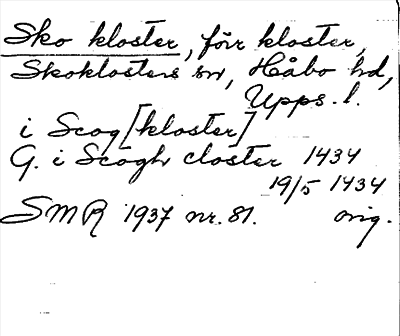 Sko kloster, förr kloster,
Skoklosters sn, Håbo hd,
Upps. l.
i Scog [kloster]
G. i Scogh closter 1434
19/5 1434
SMR 1937 nr. 81. orig.